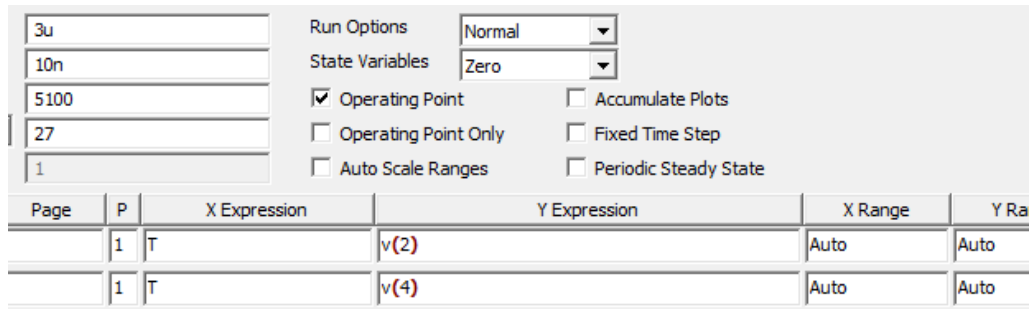 3u Run Options Normal
10n State Variables Zero
5100 Operating Point Accumulate Plots
27 Operating Point Only Fixed Time Step
1 Auto Scale Ranges Periodic Steady State
Page P X Expression Y Expression X Range Y Ra
1 T v(2) Auto Auto
1 T v(4) Auto Auto